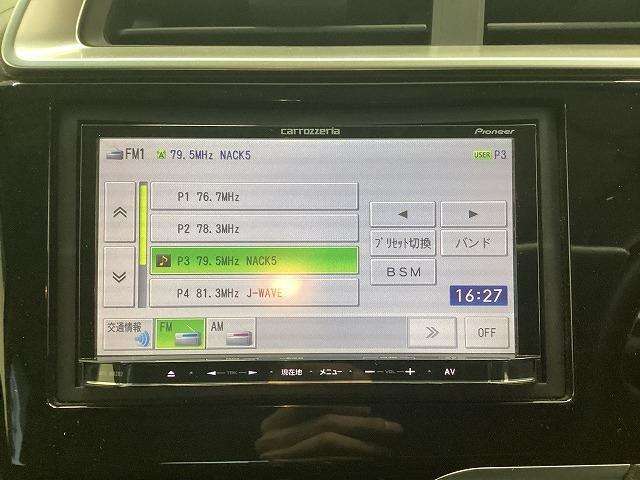 carrozzeria Pioneer
FM1 79.5MHz NACK5 USER P3
P1 76.7MHz
P2 78.3MHz
P3 79.5MHz NACK5
P4 81.3MHz J-WAVE
プリセット切換 バンド
BSM
16:27
交通情報 FM AM OFF
TRK 現在地 メニュー VOL AV